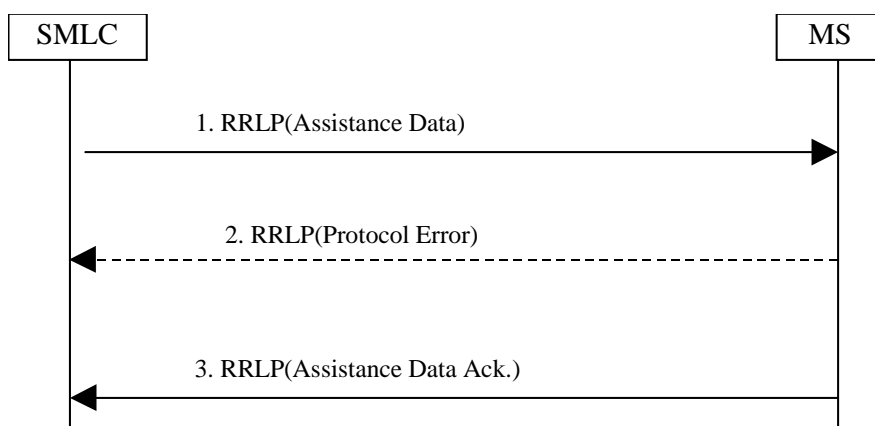 SMLC
MS
1. RRLP(Assistance Data)
2. RRLP(Protocol Error)
3. RRLP(Assistance Data Ack.)